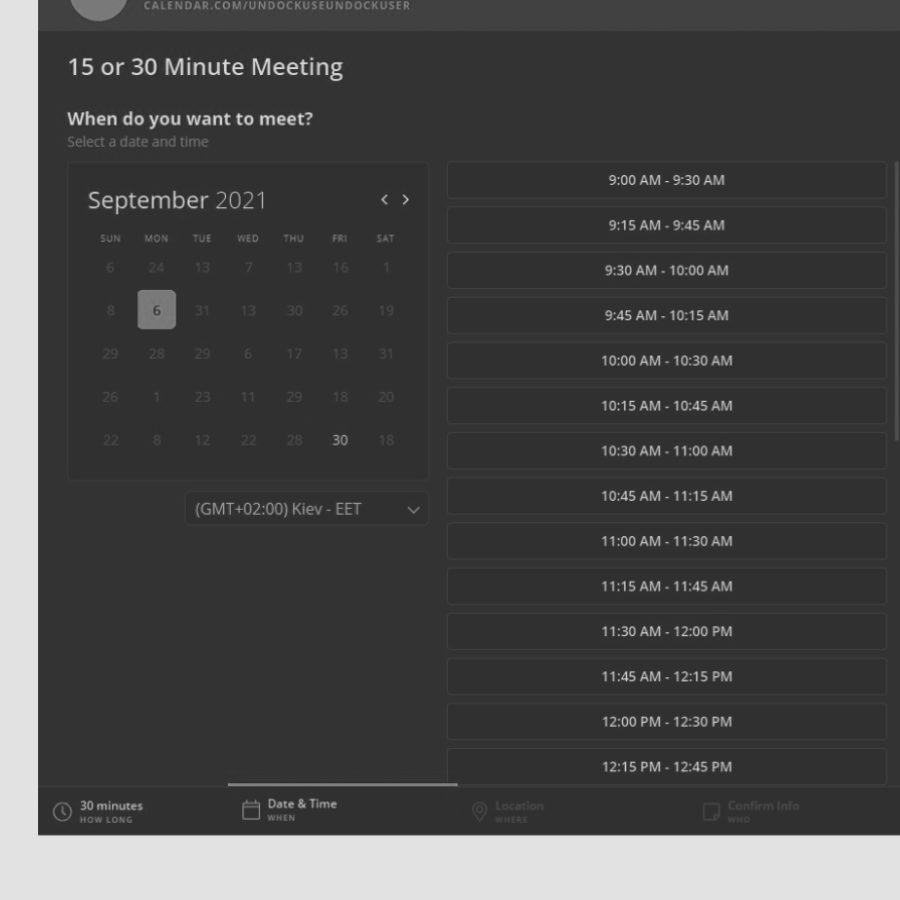 CALENDAR.COM/UNDOCKUSEUNDOCKUSER
15 or 30 Minute Meeting
When do you want to meet?
Select a date and time
September 2021
SUN MON TUE WED THU FRI SAT
6 24 13 7 13 16 1
8 6 31 13 30 26 19
29 28 29 6 17 13 31
26 1 23 11 29 18 20
22 8 12 22 28 30 18
(GMT+02:00) Kiev - EET
9:00 AM - 9:30 AM
9:15 AM - 9:45 AM
9:30 AM - 10:00 AM
9:45 AM - 10:15 AM
10:00 AM - 10:30 AM
10:15 AM - 10:45 AM
10:30 AM - 11:00 AM
10:45 AM - 11:15 AM
11:00 AM - 11:30 AM
11:15 AM - 11:45 AM
11:30 AM - 12:00 PM
11:45 AM - 12:15 PM
12:00 PM - 12:30 PM
12:15 PM - 12:45 PM
30 minutes
HOW LONG
Date & Time
WHEN
Location
WHERE
Confirm Info
WHO